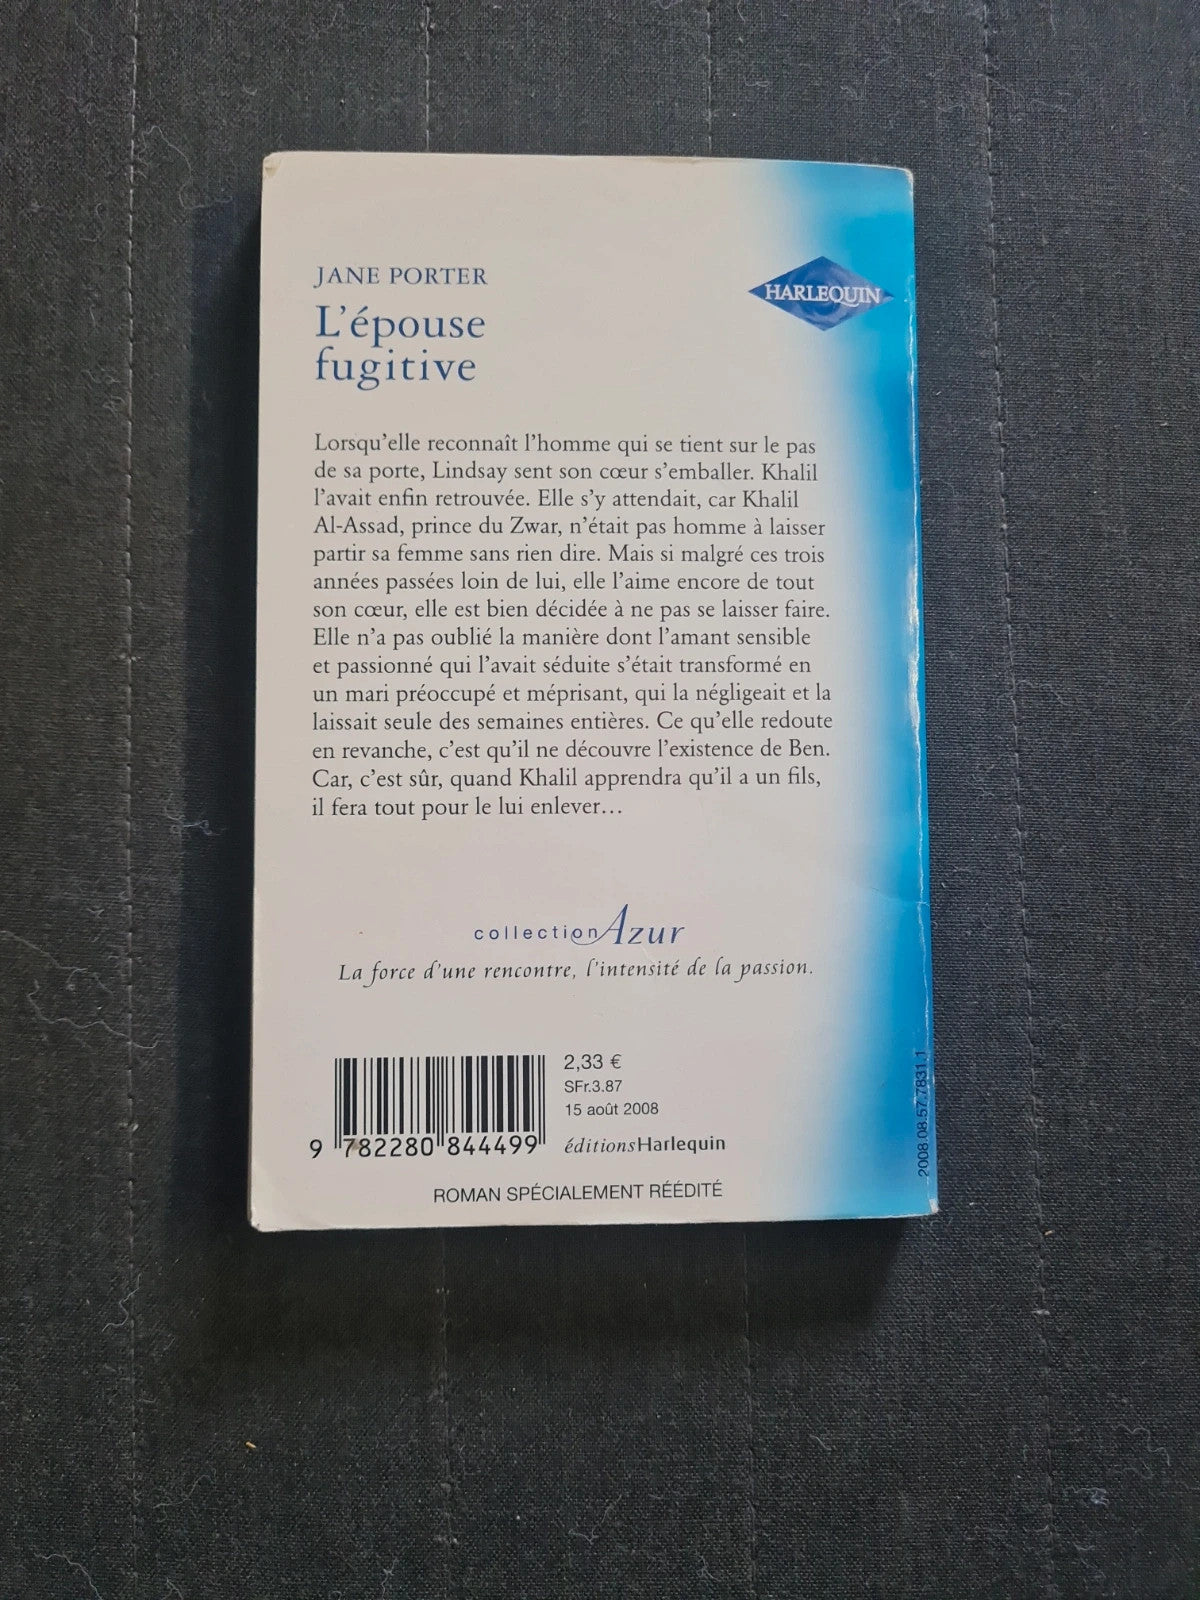 JANE PORTER
L'épouse
fugitive
HARLEQUIN
Lorsqu'elle reconnaît l'homme qui se tient sur le pas
de sa porte, Lindsay sent son cœur s'emballer. Khalil
l'avait enfin retrouvée. Elle s'y attendait, car Khalil
Al-Assad, prince du Zwar, n'était pas homme à laisser
partir sa femme sans rien dire. Mais si malgré ces trois
années passées loin de lui, elle l'aime encore de tout
son cœur, elle est bien décidée à ne pas se laisser faire.
Elle n'a pas oublié la manière dont l'amant sensible
et passionné qui l'avait séduite s'était transformé en
un mari préoccupé et méprisant, qui la négligeait et la
laissait seule des semaines entières. Ce qu'elle redoute
en revanche, c'est qu'il ne découvre l'existence de Ben.
Car, c'est sûr, quand Khalil apprendra qu'il a un fils,
il fera tout pour le lui enlever…
collection Azur
La force d'une rencontre, l'intensité de la passion.
2,33 €
SFr.3.87
15 août 2008
éditionsHarlequin
9 782280 844499
ROMAN SPÉCIALEMENT RÉÉDITÉ
2008.08.57.7831.1